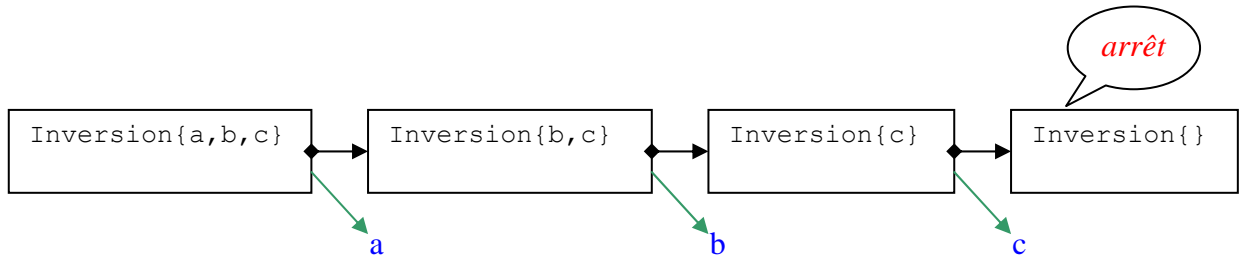 arrêt
Inversion{a,b,c}
Inversion{b,c}
Inversion{c}
Inversion{}
a
b
c